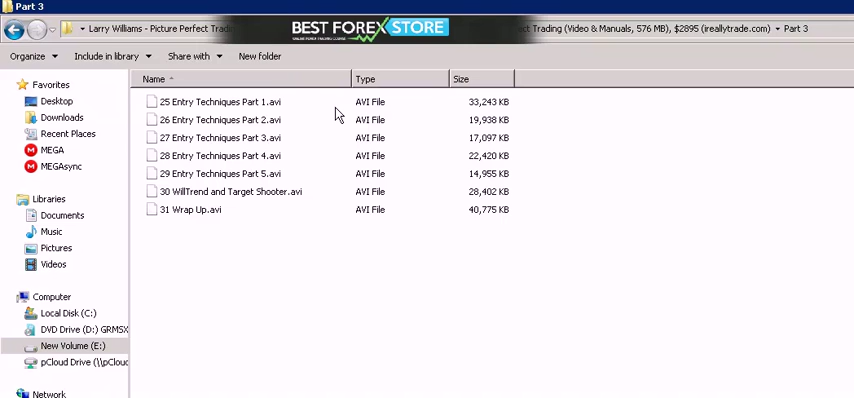 Part 3
Larry Williams - Picture Perfect Trad
BEST FOREX STORE
ct Trading (Video & Manuals, 576 MB), $2895 (ireallytrade.com) Part 3
Organize Include in library Share with New folder
Name Type Size
Favorites
Desktop
Downloads
Recent Places
MEGA
MEGAsync
Libraries
Documents
Music
Pictures
Videos
Computer
Local Disk (C:)
DVD Drive (D:) GRMSX
New Volume (E:)
pCloud Drive (\\pCloud
Network
25 Entry Techniques Part 1.avi AVI File 33,243 KB
26 Entry Techniques Part 2.avi AVI File 19,938 KB
27 Entry Techniques Part 3.avi AVI File 17,097 KB
28 Entry Techniques Part 4.avi AVI File 22,420 KB
29 Entry Techniques Part 5.avi AVI File 14,955 KB
30 WillTrend and Target Shooter.avi AVI File 28,402 KB
31 Wrap Up.avi AVI File 40,775 KB